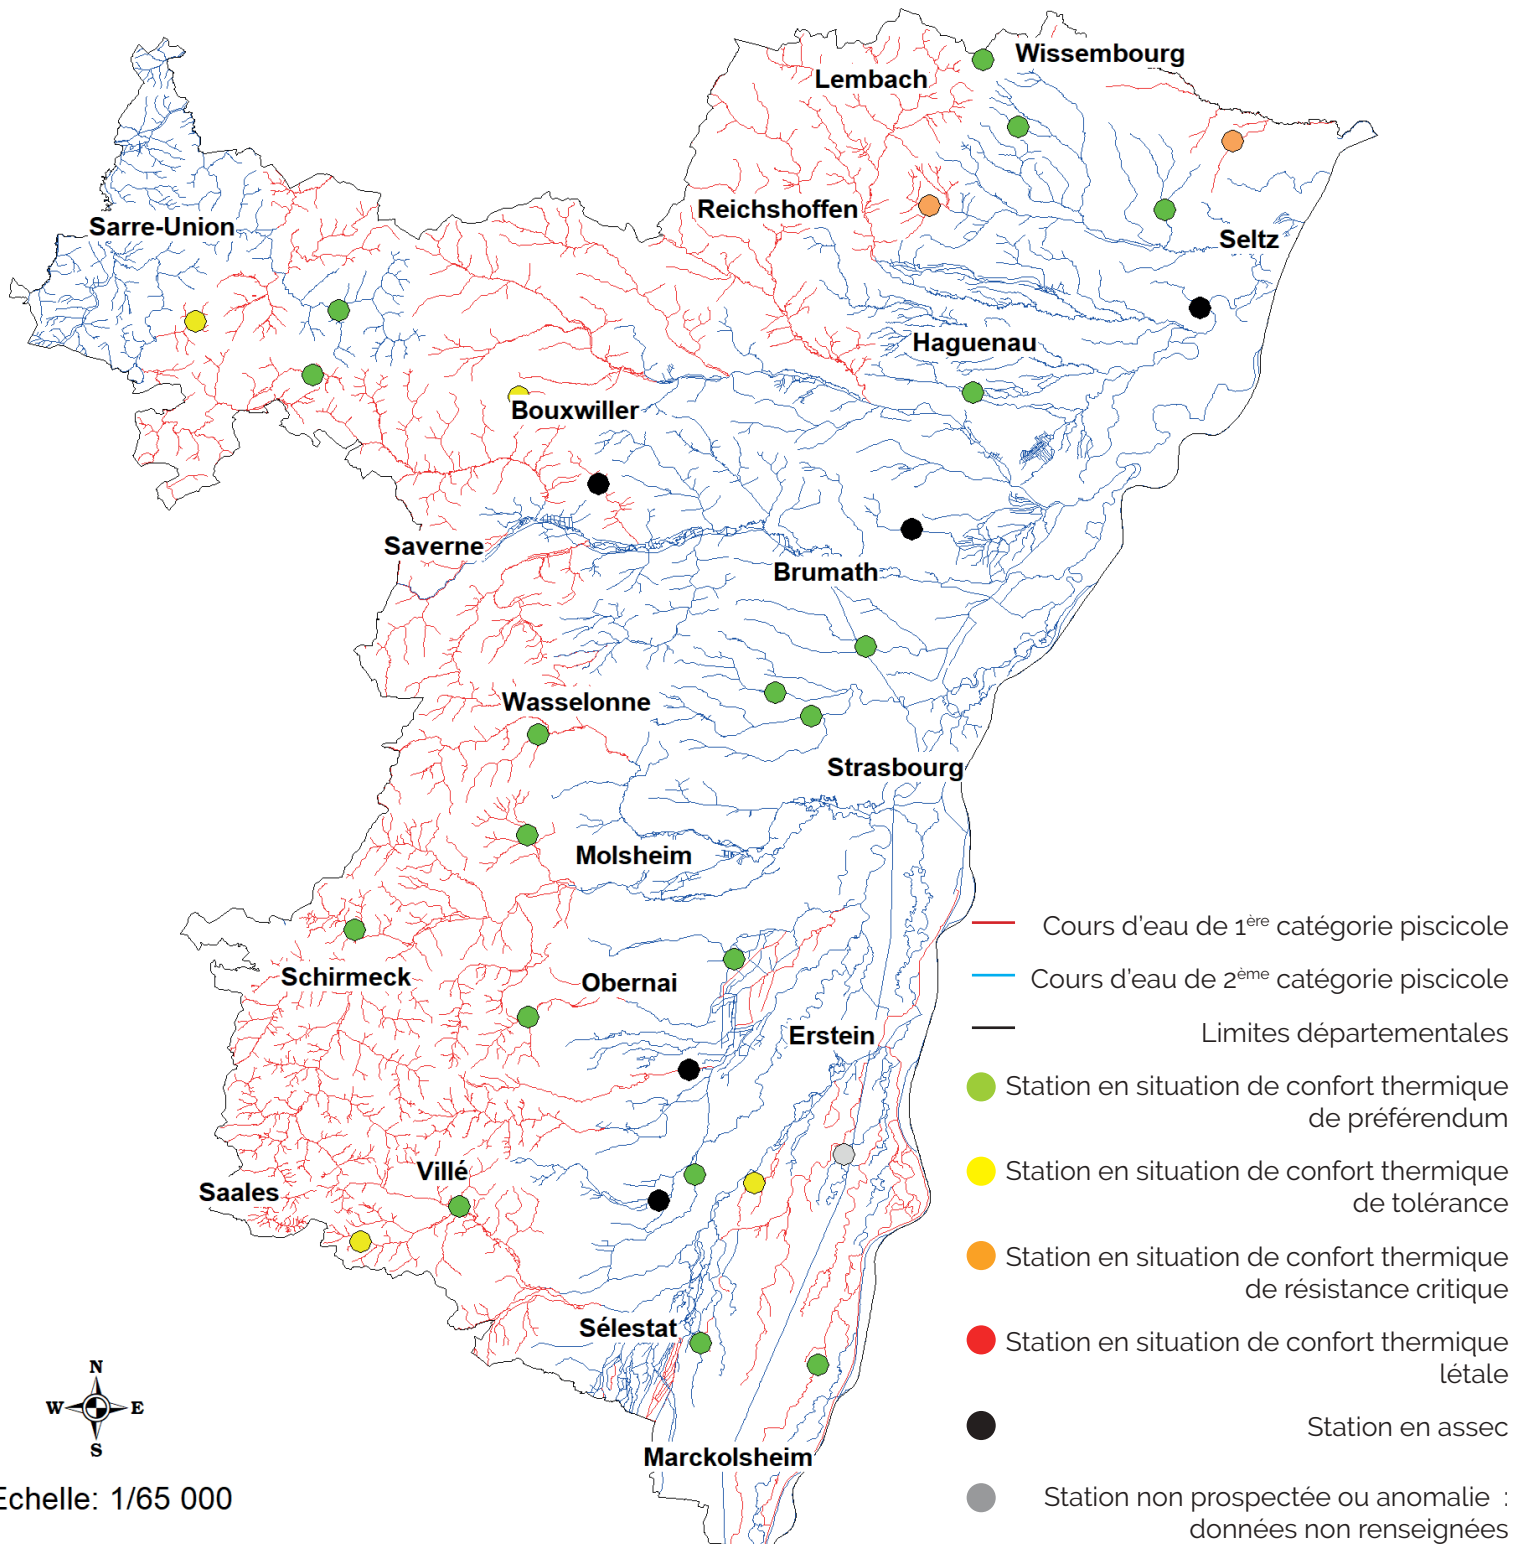 Wissembourg
Lembach
Reichshoffen
Sarre-Union
Seltz
Haguenau
Bouxwiller
Saverne
Brumath
Wasselonne
Strasbourg
Molsheim
Schirmeck
Obernai
Erstein
Villé
Saales
Sélestat
Marckolsheim
Cours d'eau de 1ère catégorie piscicole
Cours d'eau de 2ème catégorie piscicole
Limites départementales
Station en situation de confort thermique
de préférendum
Station en situation de confort thermique
de tolérance
Station en situation de confort thermique
de résistance critique
Station en situation de confort thermique
létale
Station en assec
Station non prospectée ou anomalie :
données non renseignées
N
W E
S
Echelle: 1/65 000